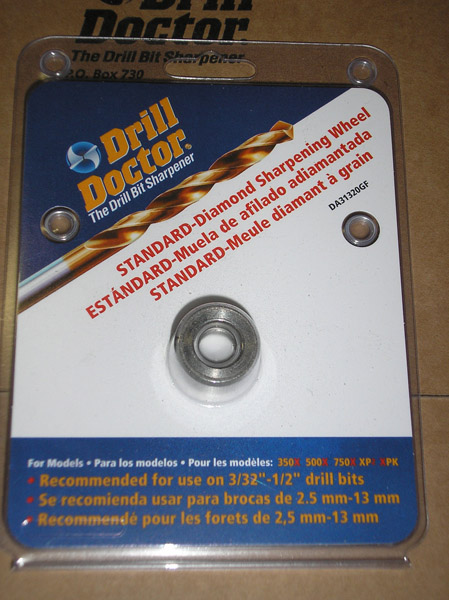 Drill
Doctor
The Drill Bit Sharpener
P.O. Box 730
Drill
Doctor®
The Drill Bit Sharpener
STANDARD-Diamond Sharpening Wheel
ESTÁNDARD-Muela de afilado adiamantada
STANDARD-Meule diamant à grain
DA31320GF
For Models • Para los modelos • Pour les modèles: 350X 500X 750X XP XPK
• Recommended for use on 3/32"-1/2" drill bits
• Se recomienda usar para brocas de 2.5 mm-13 mm
• Recommendé pour les forets de 2,5 mm-13 mm